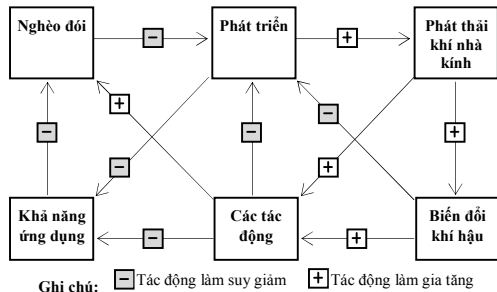 Nghèo đói
Phát triển
Phát thải
khí nhà
kính
−
+
+
−
+
−
−
−
+
Khả năng
ứng dụng
Các tác
động
Biến đổi
khí hậu
−
+
Ghi chú: − Tác động làm suy giảm + Tác động làm gia tăng